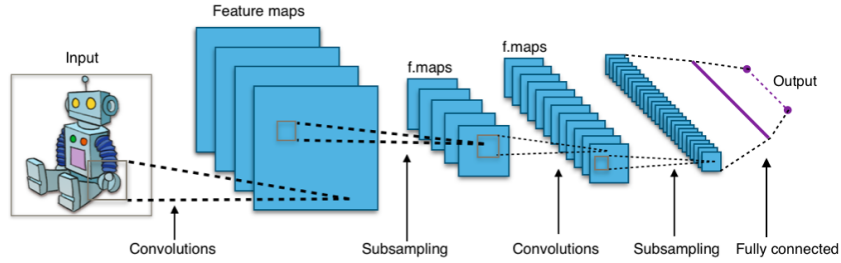 Feature maps
Input
f.maps
f.maps
Output
Convolutions
Subsampling
Convolutions
Subsampling
Fully connected